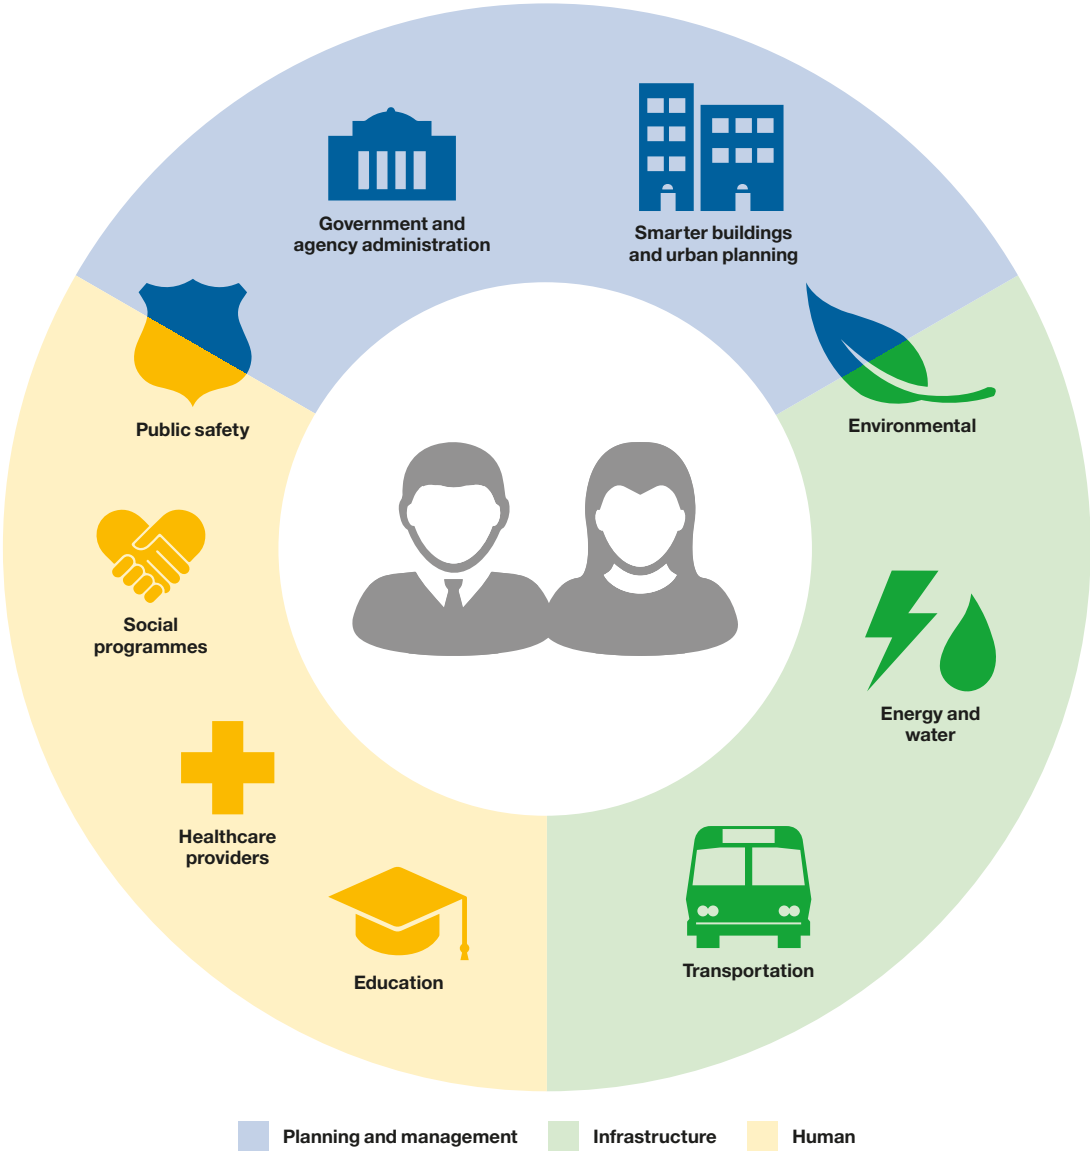 Government and
agency administration
Smarter buildings
and urban planning
Public safety
Environmental
Social
programmes
Energy and
water
Healthcare
providers
Education
Transportation
Planning and management
Infrastructure
Human